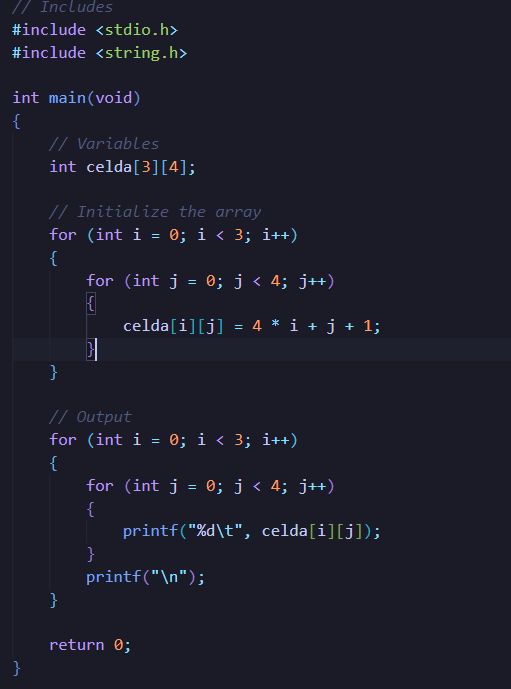 // Includes
#include <stdio.h>
#include <string.h>

int main(void)
{
    // Variables
    int celda[3][4];

    // Initialize the array
    for (int i = 0; i < 3; i++)
    {
        for (int j = 0; j < 4; j++)
        {
            celda[i][j] = 4 * i + j + 1;
        }
    }

    // Output
    for (int i = 0; i < 3; i++)
    {
        for (int j = 0; j < 4; j++)
        {
            printf("%d\t", celda[i][j]);
        }
        printf("\n");
    }

    return 0;
}